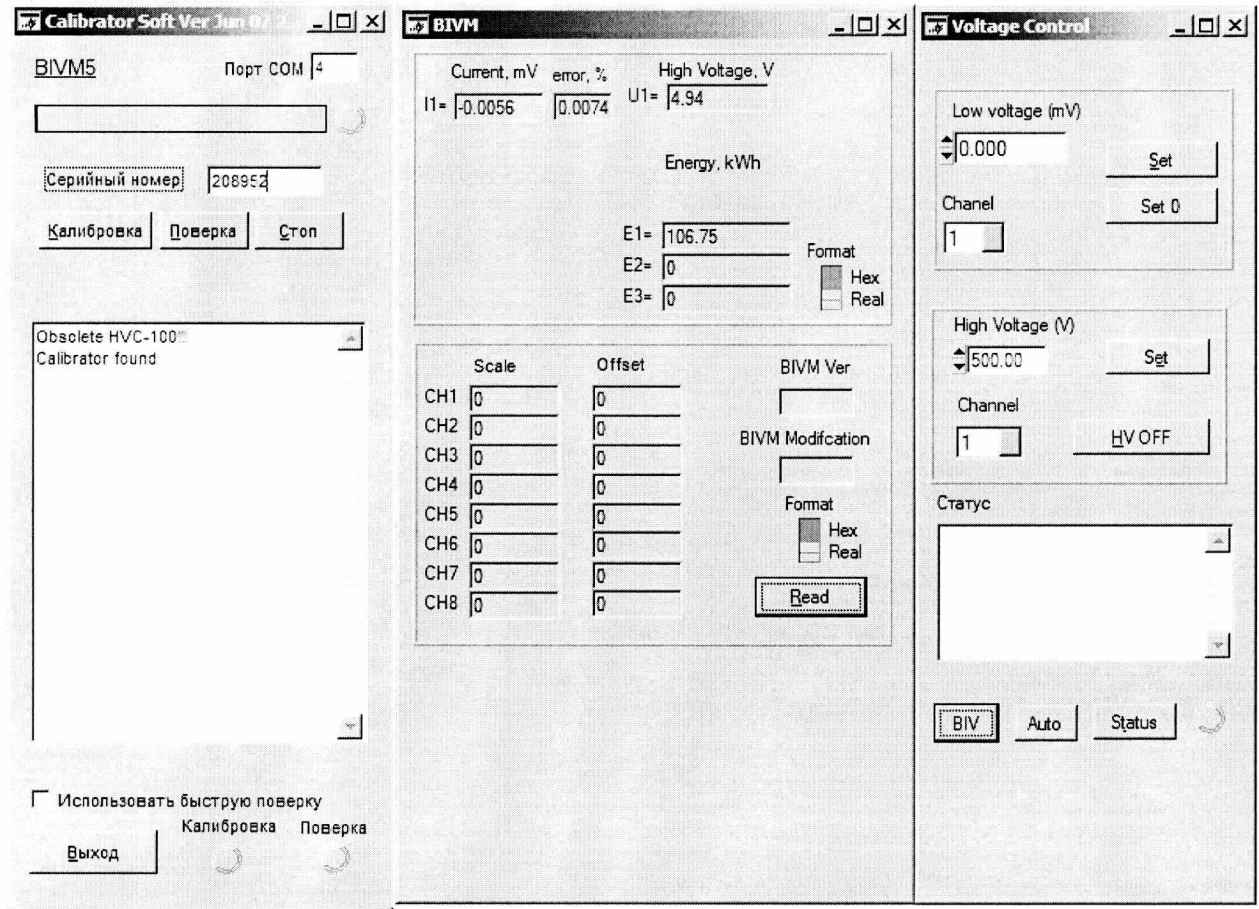 Calibrator Soft Ver Jun 07
BIVM5
Порт COM 4
Серийный номер 208952
Калибровка Поверка Стоп
Obsolete HVC-100
Calibrator found
Использовать быструю поверку
Калибровка Поверка
Выход
BIVM
Current, mV error, % High Voltage, V
I1= -0.0056 0.0074 U1= 4.94
Energy, kWh
E1= 106.75
E2= 0
E3= 0
Format
Hex
Real
Scale Offset BIVM Ver
CH1 0 0
CH2 0 0
BIVM Modifcation
CH3 0 0
CH4 0 0
CH5 0 0
CH6 0 0
CH7 0 0
CH8 0 0
Format
Hex
Real
Read
Voltage Control
Low voltage (mV)
0.000
Set
Chanel
Set 0
1
High Voltage (V)
500.00
Set
Channel
1
HV OFF
Статус
BIV Auto Status